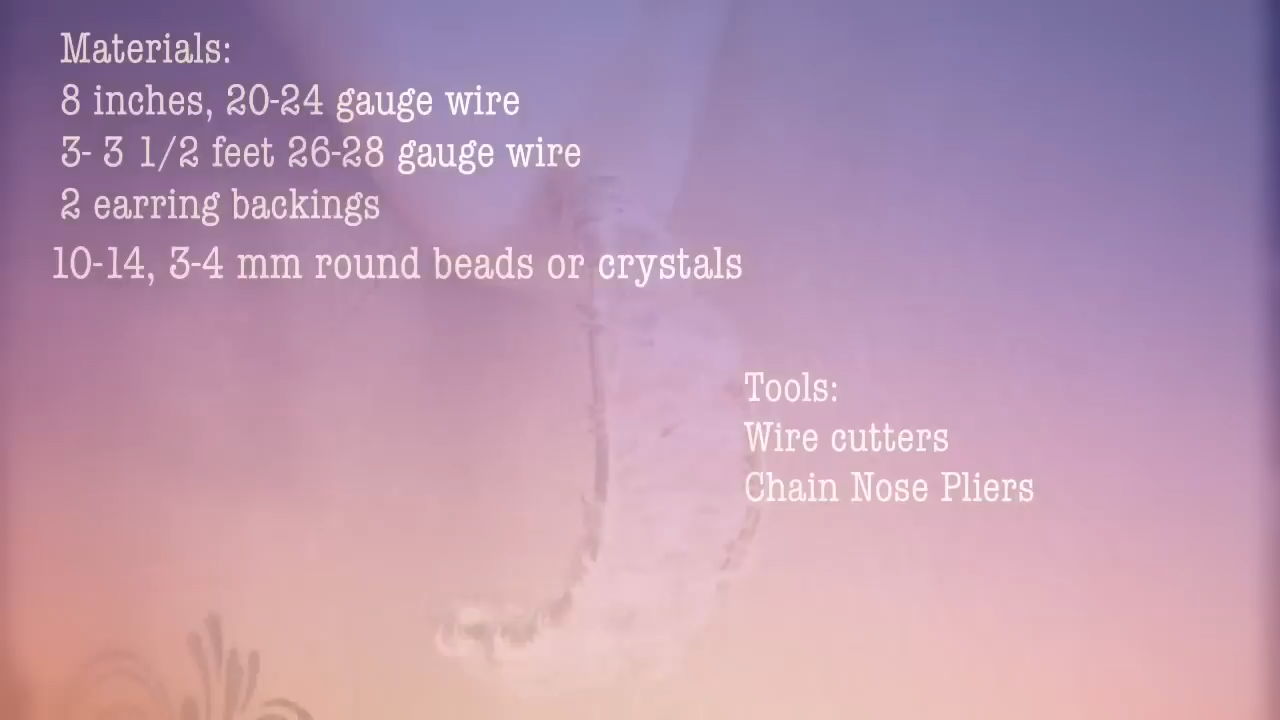 Materials:
8 inches, 20-24 gauge wire
3- 3 1/2 feet 26-28 gauge wire
2 earring backings
10-14, 3-4 mm round beads or crystals
Tools:
Wire cutters
Chain Nose Pliers